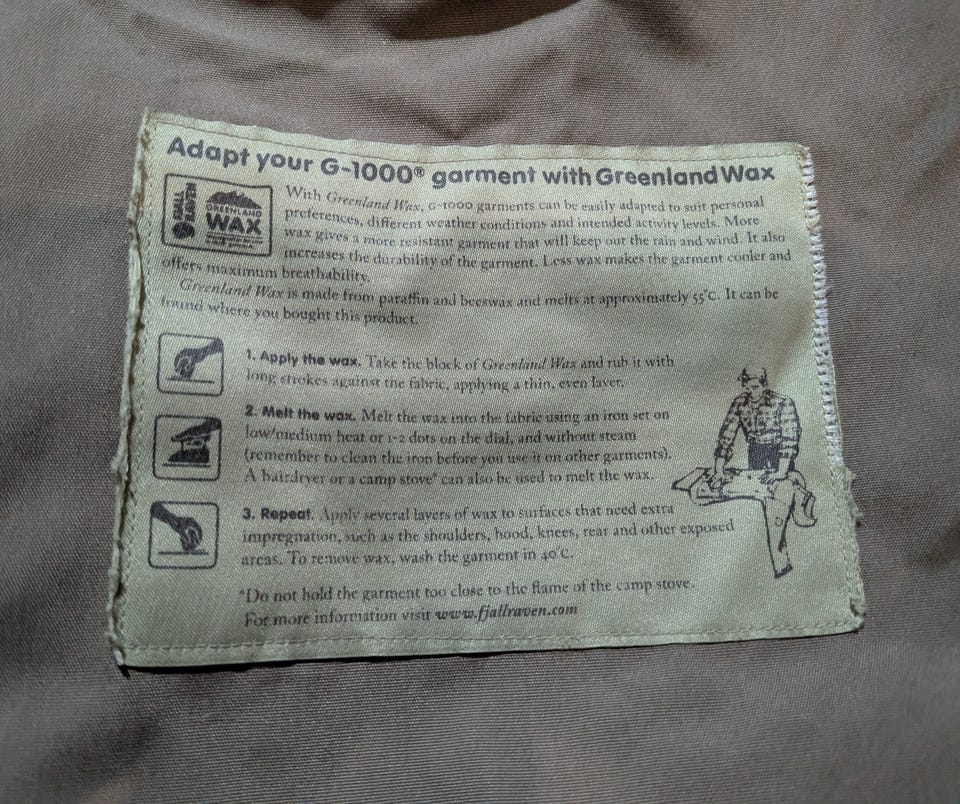 Adapt your G-1000® garment with Greenland Wax
FJÄLL
RÄVEN
GREENLAND
WAX
With Greenland Wax, G-1000 garments can be easily adapted to suit personal
preferences, different weather conditions and intended activity levels. More
wax gives a more resistant garment that will keep out the rain and wind. It also
increases the durability of the garment. Less wax makes the garment cooler and
offers maximum breathability.
Greenland Wax is made from paraffin and beeswax and melts at approximately 55°C. It can be
found where you bought this product.
1. Apply the wax. Take the block of Greenland Wax and rub it with
long strokes against the fabric, applying a thin, even layer.
2. Melt the wax. Melt the wax into the fabric using an iron set on
low/medium heat or 1-2 dots on the dial, and without steam
(remember to clean the iron before you use it on other garments).
A hairdryer or a camp stove* can also be used to melt the wax.
3. Repeat. Apply several layers of wax to surfaces that need extra
impregnation, such as the shoulders, hood, knees, rear and other exposed
areas. To remove wax, wash the garment in 40°C.
*Do not hold the garment too close to the flame of the camp stove.
For more information visit www.fjallraven.com